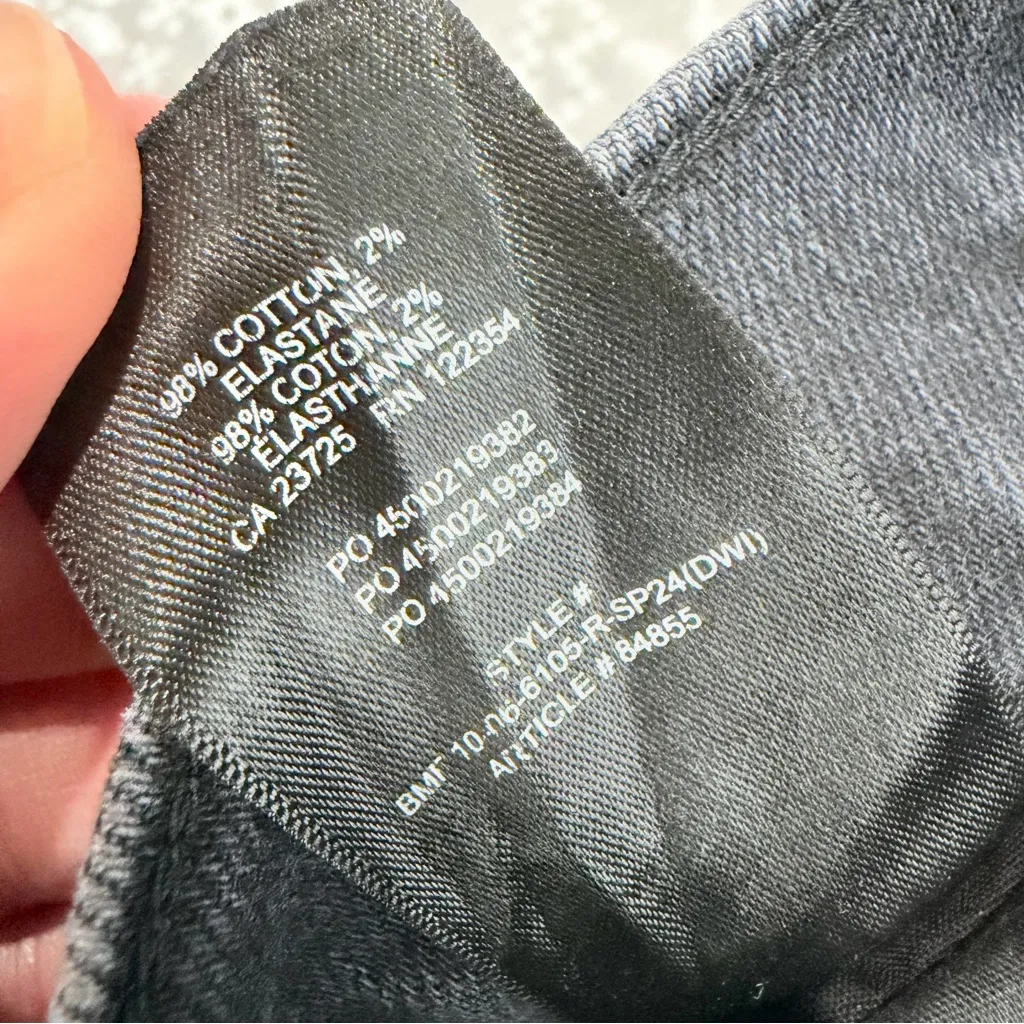 98% COTTON, 2%
ELASTANE
98% COTON, 2%
ÉLASTHANNE
CA 23725 RN 122354
PO 4500219382
PO 4500219383
PO 4500219384
STYLE #
10-06-6105-R-SP24(DWI)
ARTICLE # 84855